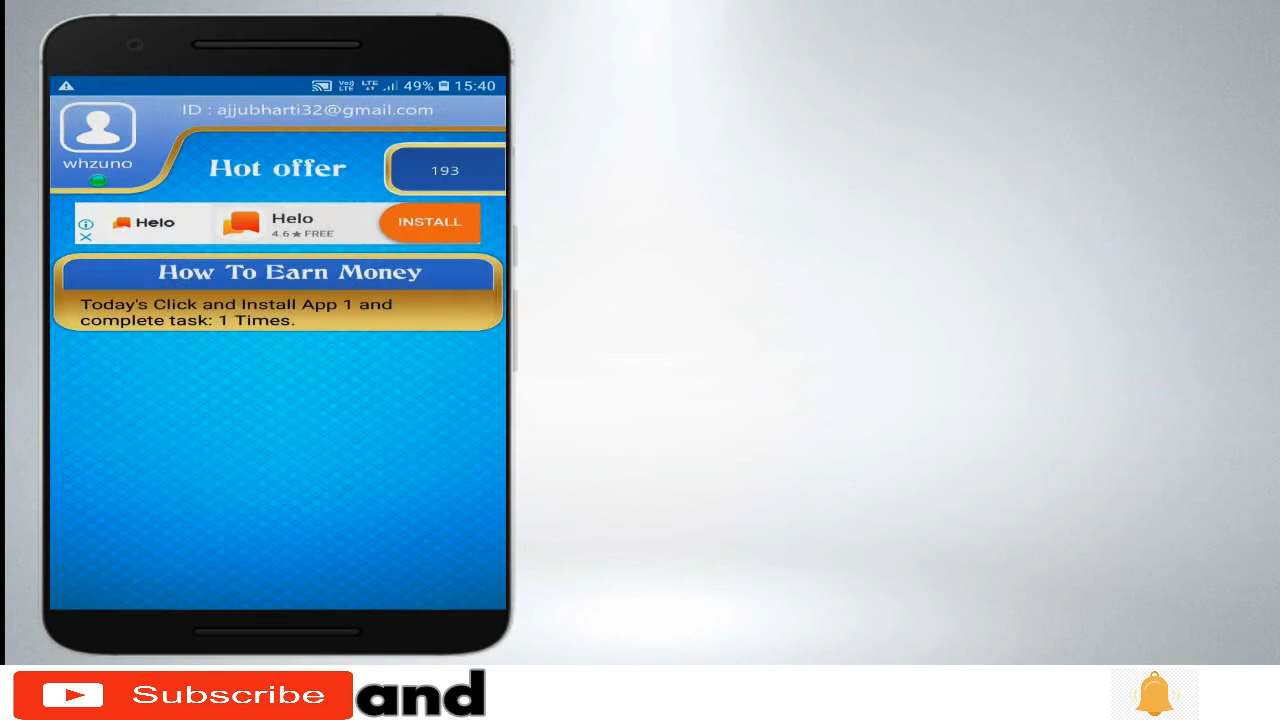 49% 15:40
ID : ajjubharti32@gmail.com
whzuno
Hot offer
193
Helo
Helo
4.6★FREE
INSTALL
How To Earn Money
Today's Click and Install App 1 and
complete task: 1 Times.
Subscribe and